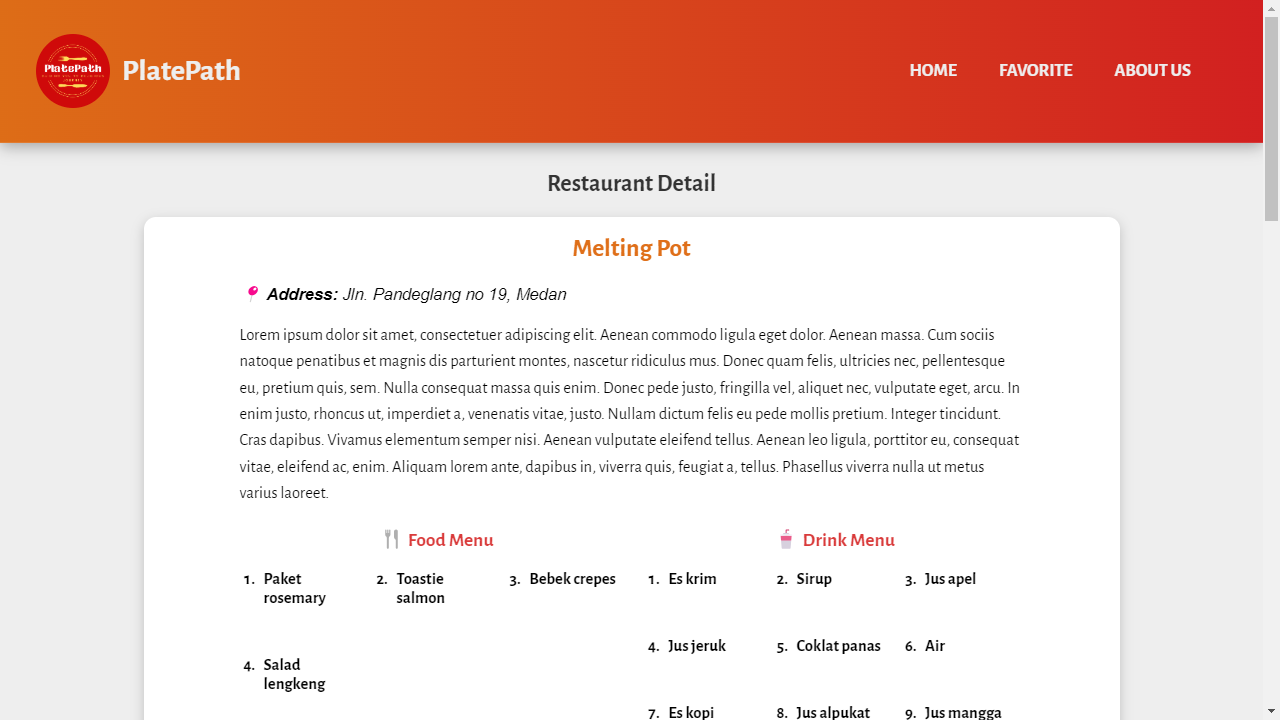 PlatePath
PlatePath
HOME
FAVORITE
ABOUT US
Restaurant Detail
Melting Pot
Address: Jln. Pandeglang no 19, Medan
Lorem ipsum dolor sit amet, consectetuer adipiscing elit. Aenean commodo ligula eget dolor. Aenean massa. Cum sociis
natoque penatibus et magnis dis parturient montes, nascetur ridiculus mus. Donec quam felis, ultricies nec, pellentesque
eu, pretium quis, sem. Nulla consequat massa quis enim. Donec pede justo, fringilla vel, aliquet nec, vulputate eget, arcu. In
enim justo, rhoncus ut, imperdiet a, venenatis vitae, justo. Nullam dictum felis eu pede mollis pretium. Integer tincidunt.
Cras dapibus. Vivamus elementum semper nisi. Aenean vulputate eleifend tellus. Aenean leo ligula, porttitor eu, consequat
vitae, eleifend ac, enim. Aliquam lorem ante, dapibus in, viverra quis, feugiat a, tellus. Phasellus viverra nulla ut metus
varius laoreet.
Food Menu
1. Paket
rosemary
2. Toastie
salmon
3. Bebek crepes
4. Salad
lengkeng
Drink Menu
1. Es krim
2. Sirup
3. Jus apel
4. Jus jeruk
5. Coklat panas
6. Air
7. Es kopi
8. Jus alpukat
9. Jus mangga